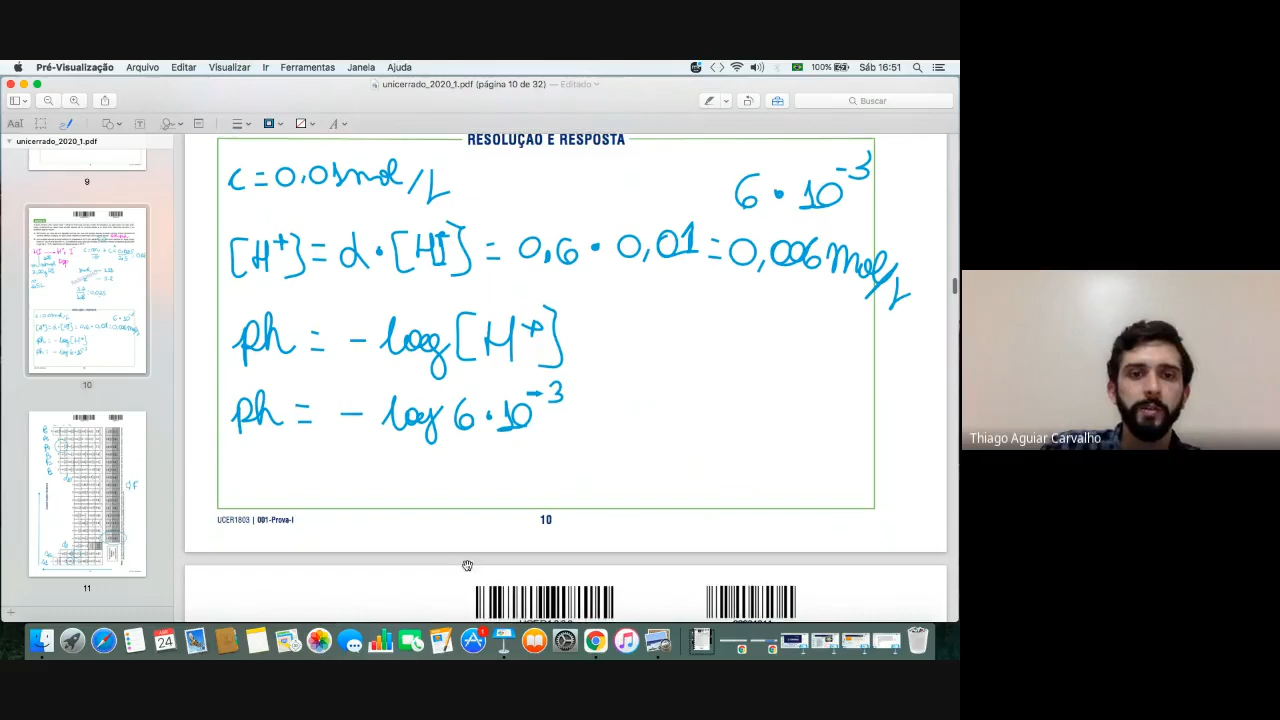 Pré-Visualização Arquivo Editar Visualizar Ir Ferramentas Janela Ajuda 100% Sáb 16:51
unicerrado_2020_1.pdf (página 10 de 32) — Editado
Buscar
unicerrado_2020_1.pdf
9
10
11
RESOLUÇÃO E RESPOSTA
c = 0,01mol/L
6 · 10⁻³
[H⁺] = α · [HI] = 0,6 · 0,01 = 0,006 mol/L
ph = - log [H⁺]
ph = - log 6 · 10⁻³
UCER1803 | 001-Prova-I
10
Thiago Aguiar Carvalho